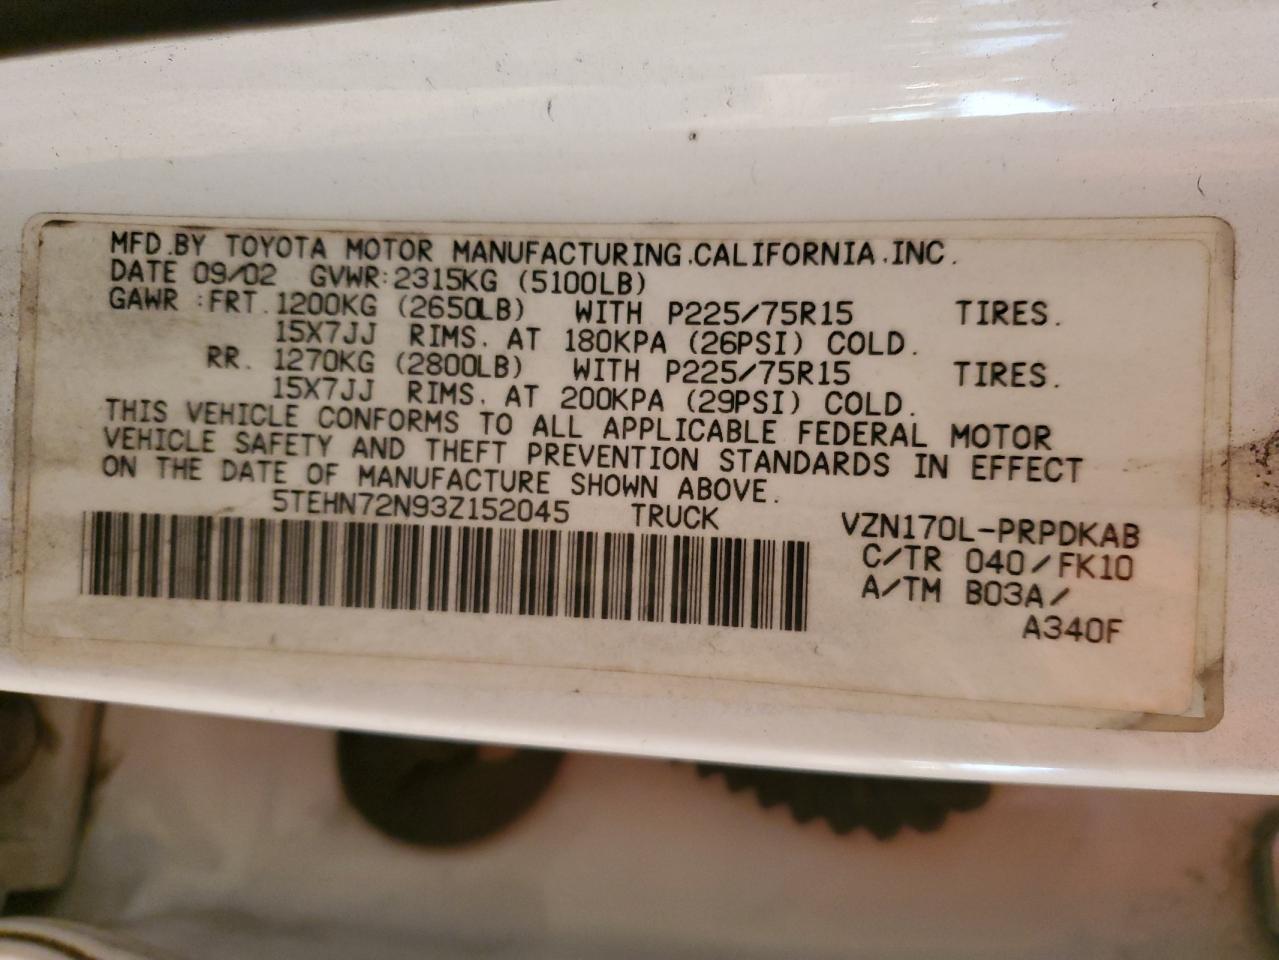 MFD.BY TOYOTA MOTOR MANUFACTURING.CALIFORNIA.INC.
DATE 09/02 GVWR:2315KG (5100LB)
GAWR :FRT. 1200KG (2650LB) WITH P225/75R15 TIRES.
15X7JJ RIMS. AT 180KPA (26PSI) COLD.
RR. 1270KG (2800LB) WITH P225/75R15 TIRES.
15X7JJ RIMS. AT 200KPA (29PSI) COLD.
THIS VEHICLE CONFORMS TO ALL APPLICABLE FEDERAL MOTOR
VEHICLE SAFETY AND THEFT PREVENTION STANDARDS IN EFFECT
ON THE DATE OF MANUFACTURE SHOWN ABOVE.
5TEHN72N93Z152045 TRUCK VZN170L-PRPDKAB
C/TR 040/FK10
A/TM B03A/
A340F